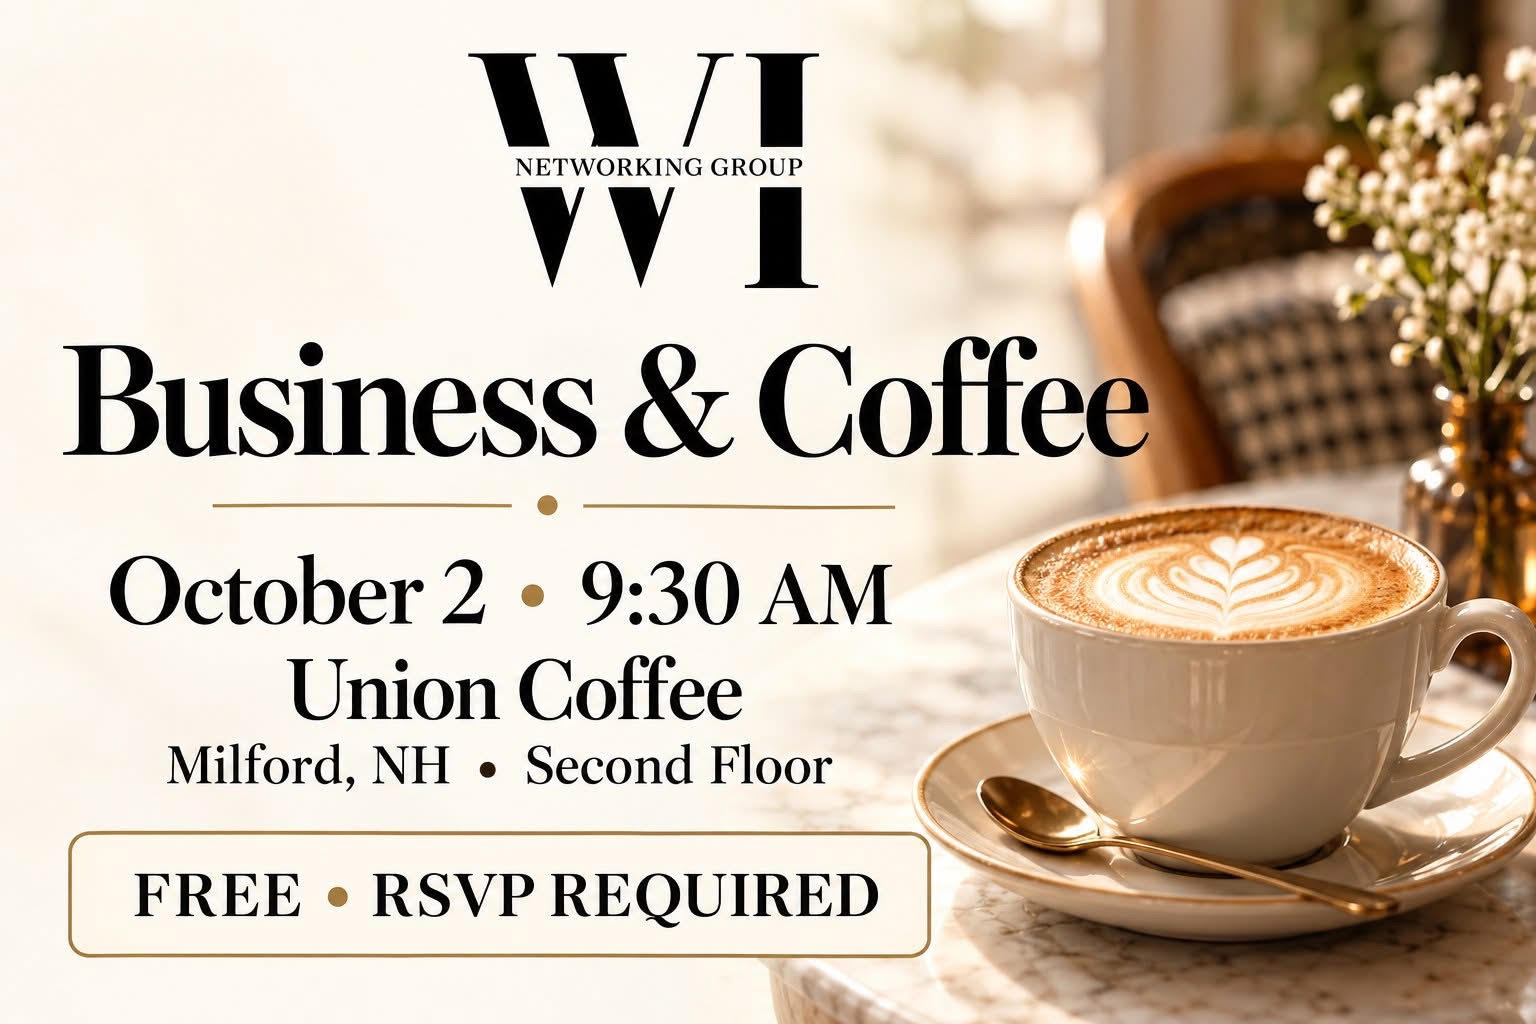 WI
NETWORKING GROUP
Business & Coffee
October 2 • 9:30 AM
Union Coffee
Milford, NH • Second Floor
FREE • RSVP REQUIRED